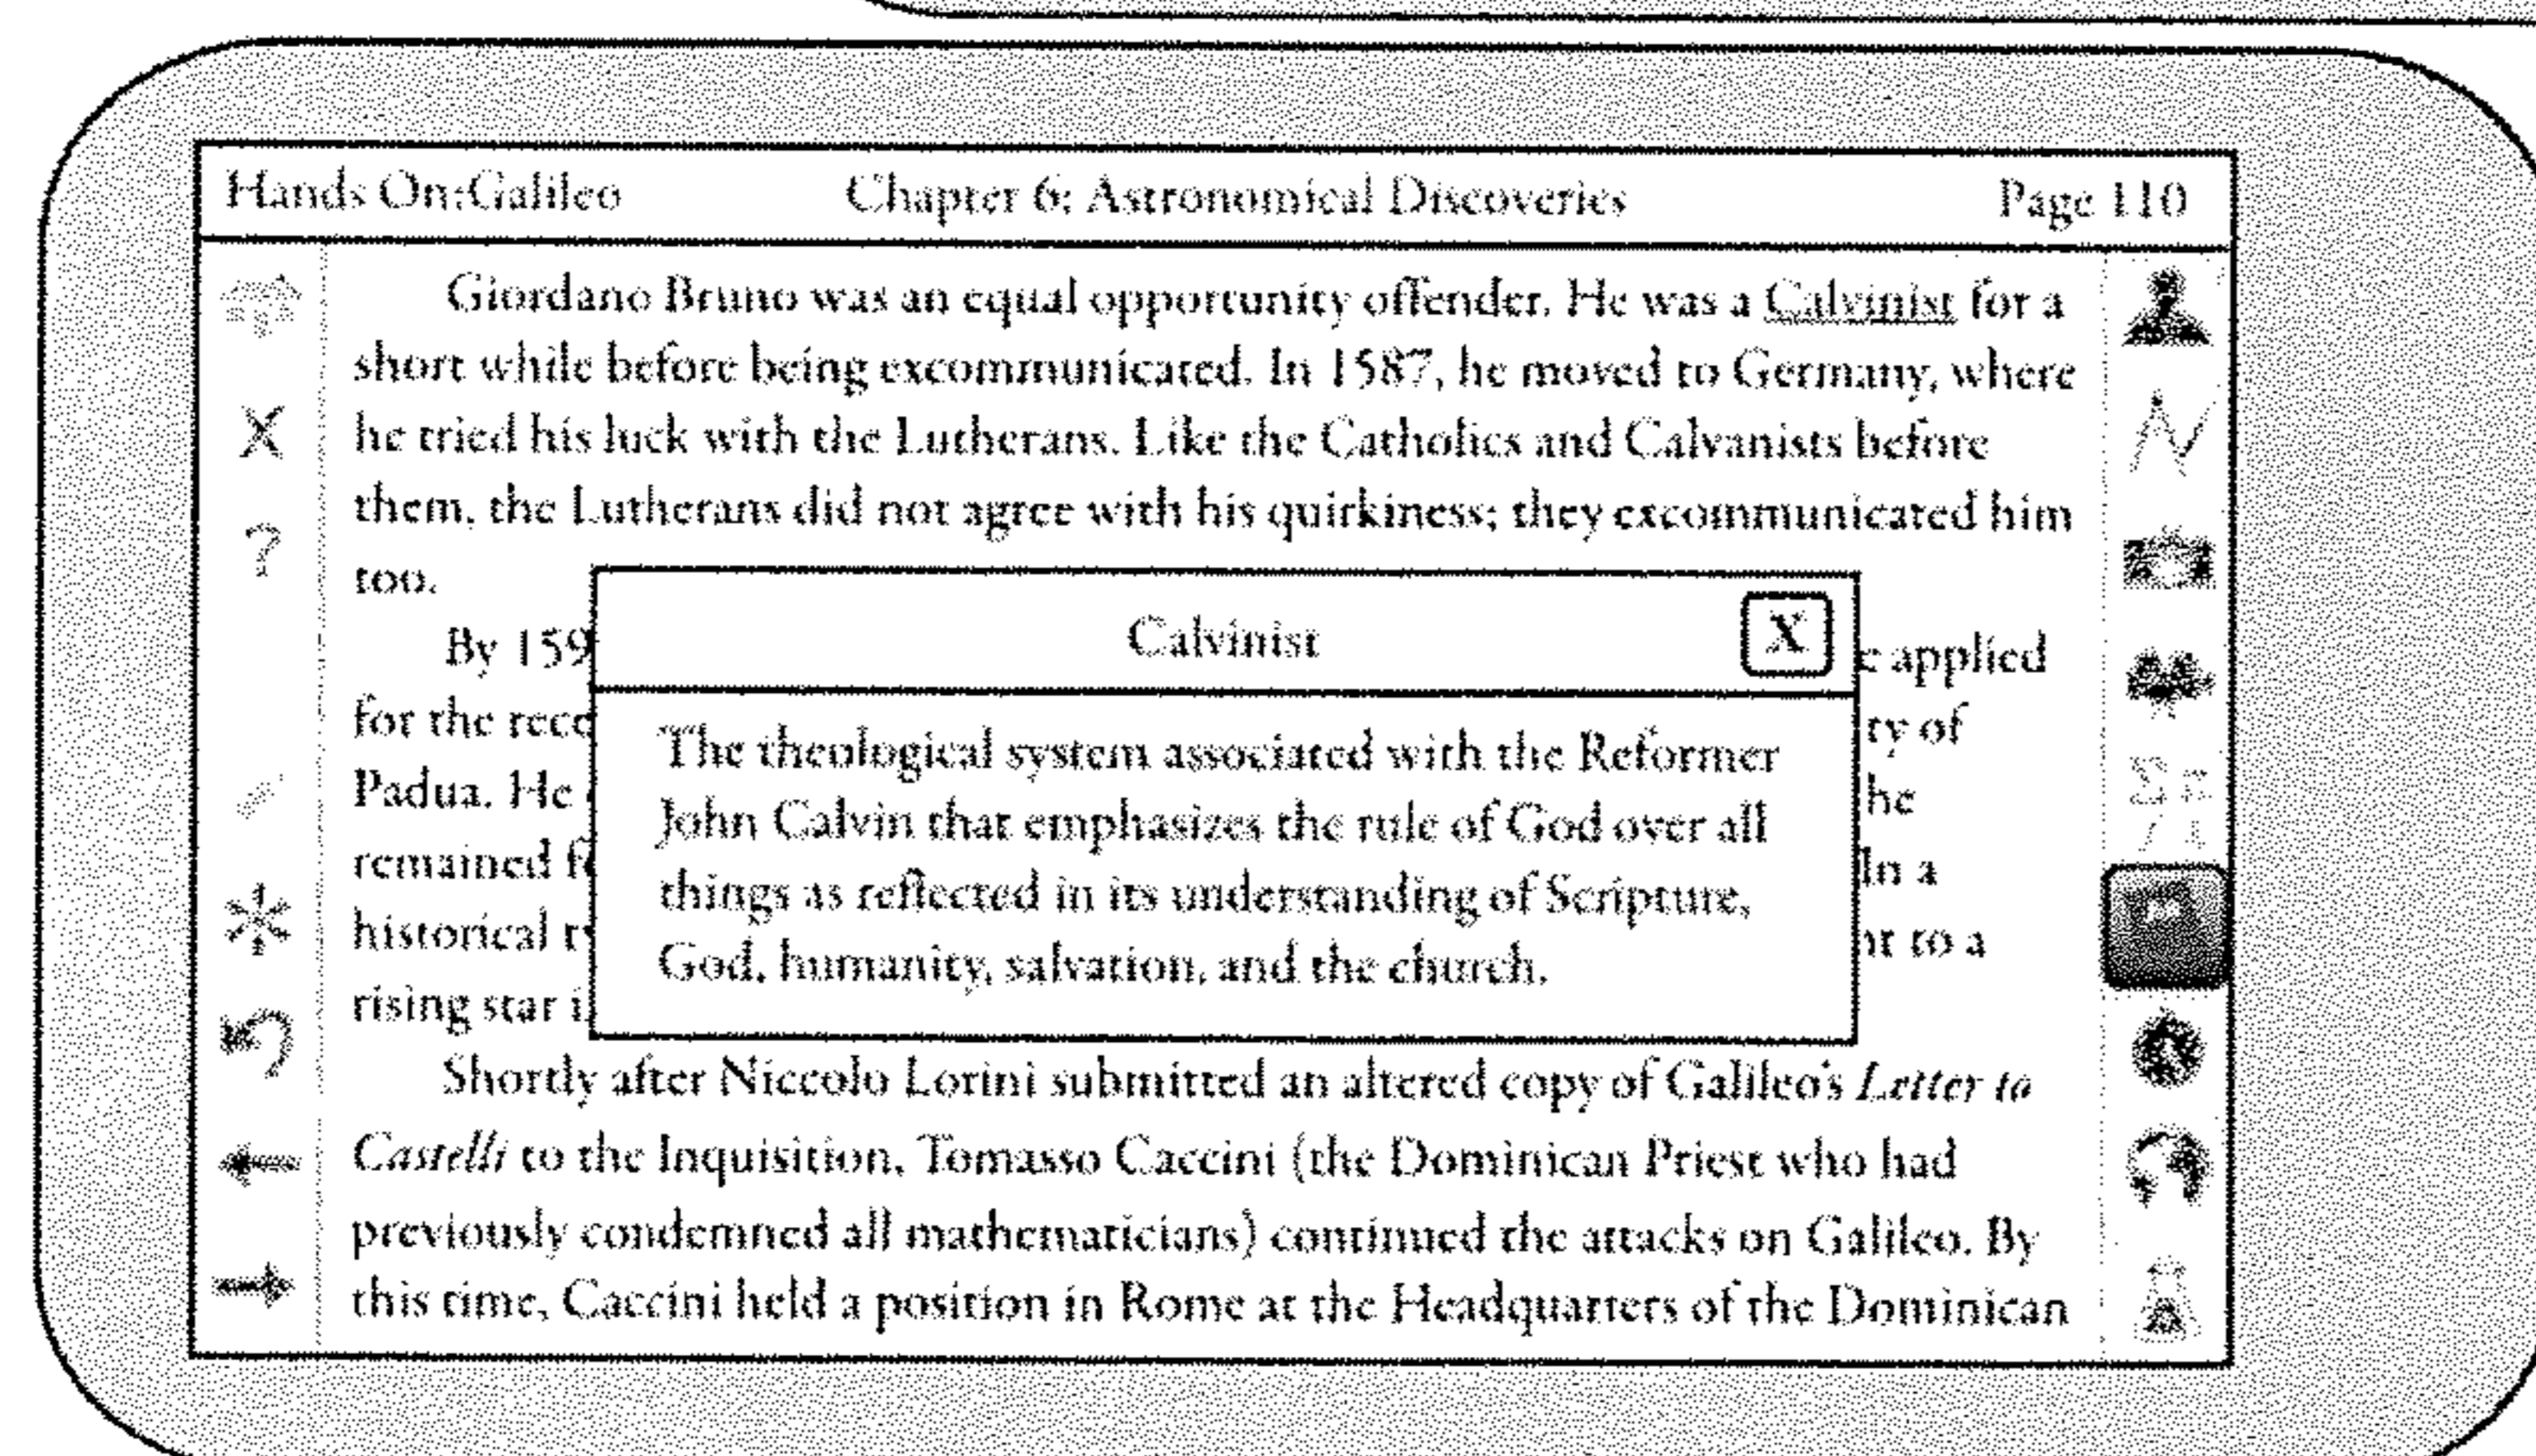 Hands On:Galileo Chapter 6: Astronomical Discoveries Page 110
Giordano Bruno was an equal opportunity offender. He was a Calvinist for a
short while before being excommunicated. In 1587, he moved to Germany, where
he tried his luck with the Lutherans. Like the Catholics and Calvanists before
them, the Lutherans did not agree with his quirkiness; they excommunicated him
too.
By 159
applied
for the
ty of
Padua. He
he
remained
In a
historical
to a
rising star
Calvinist
X
The theological system associated with the Reformer
John Calvin that emphasizes the rule of God over all
things as reflected in its understanding of Scripture,
God, humanity, salvation, and the church.
Shortly after Niccolo Lorini submitted an altered copy of Galileo's Letter to
Castelli to the Inquisition, Tomasso Caccini (the Dominican Priest who had
previously condemned all mathematicians) continued the attacks on Galileo. By
this time, Caccini held a position in Rome at the Headquarters of the Dominican
X
?